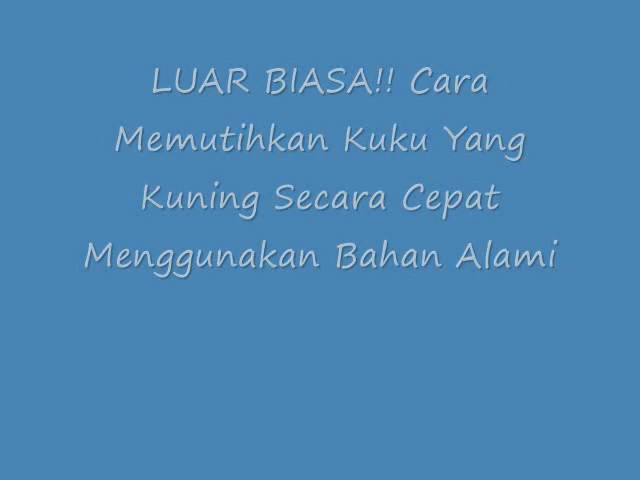 LUAR BIASA!! Cara
Memutihkan Kuku Yang
Kuning Secara Cepat
Menggunakan Bahan Alami